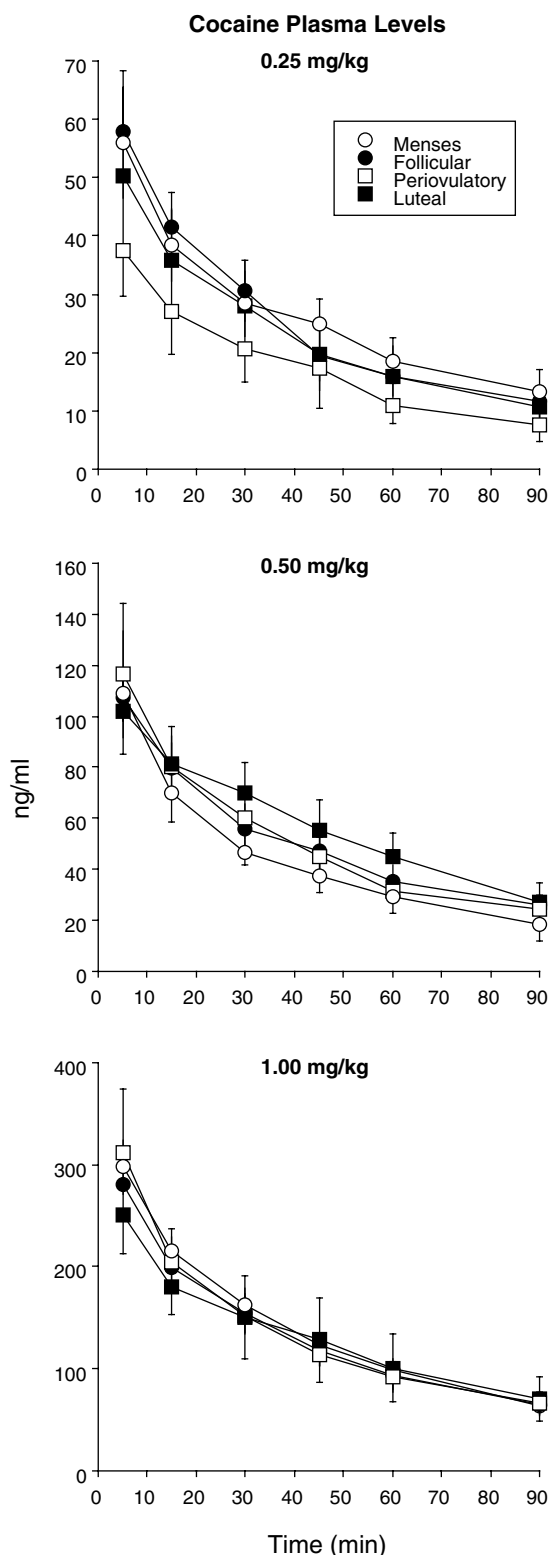 Cocaine Plasma Levels
0.25 mg/kg
70
60
50
40
30
20
10
0
Menses
Follicular
Periovulatory
Luteal
0 10 20 30 40 50 60 70 80 90
0.50 mg/kg
160
140
120
100
80
60
40
20
0
ng/ml
0 10 20 30 40 50 60 70 80 90
1.00 mg/kg
400
300
200
100
0
0 10 20 30 40 50 60 70 80 90
Time (min)